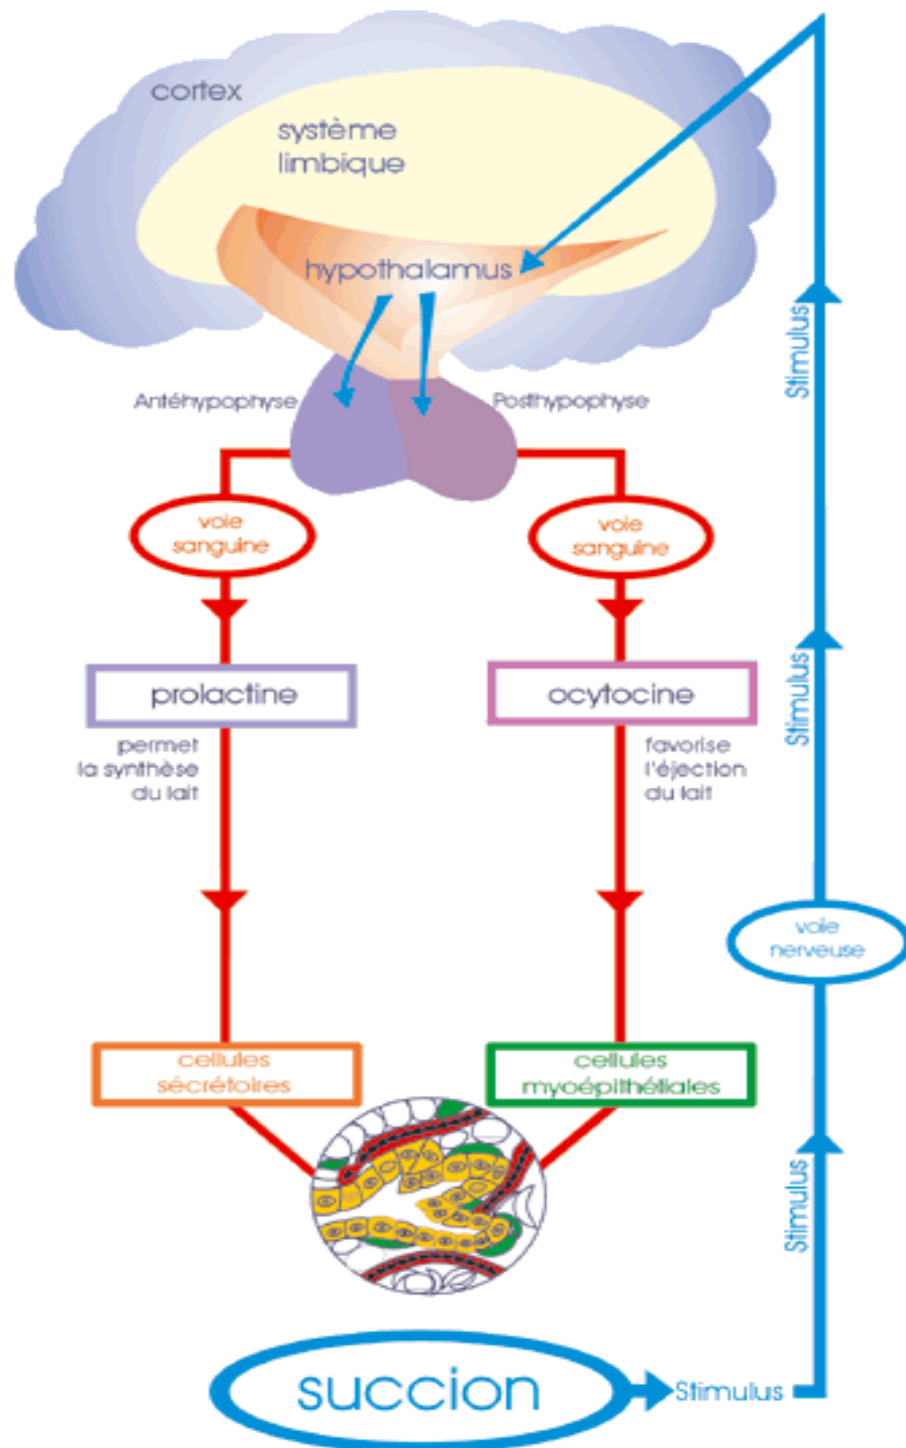 cortex
système
limbique
hypothalamus
Antéhypophyse
Posthypophyse
voie
sanguine
voie
sanguine
prolactine
ocytocine
permet
la synthèse
du lait
favorise
l'éjection
du lait
cellules
sécrétoires
cellules
myoépithéliales
succion
Stimulus
Stimulus
voie
nerveuse
Stimulus
Stimulus